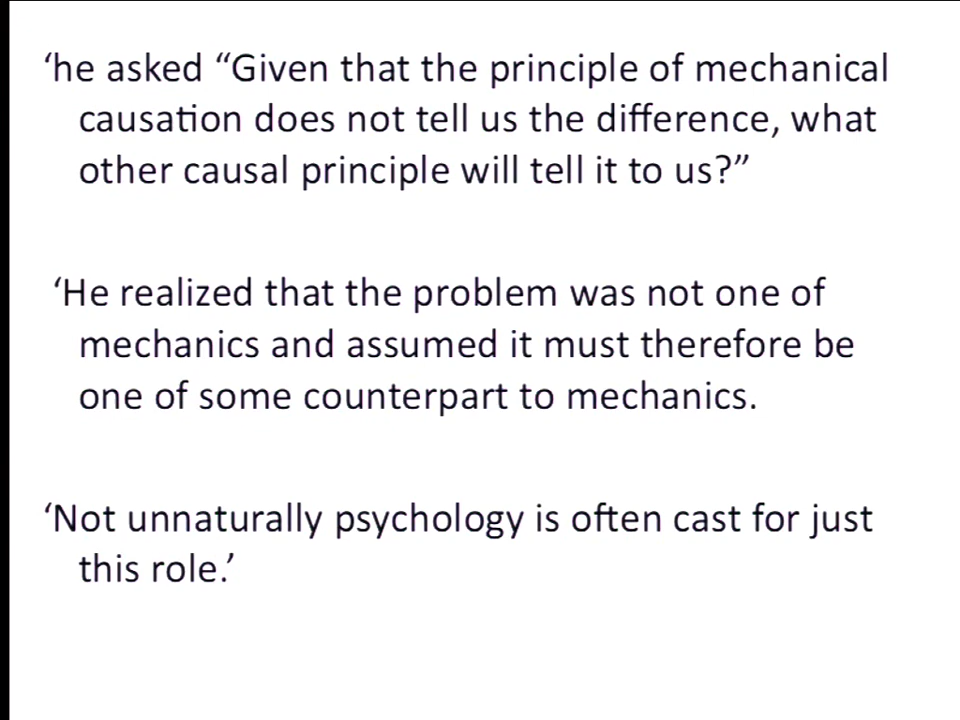 ‘he asked “Given that the principle of mechanical
causation does not tell us the difference, what
other causal principle will tell it to us?”
‘He realized that the problem was not one of
mechanics and assumed it must therefore be
one of some counterpart to mechanics.
‘Not unnaturally psychology is often cast for just
this role.’